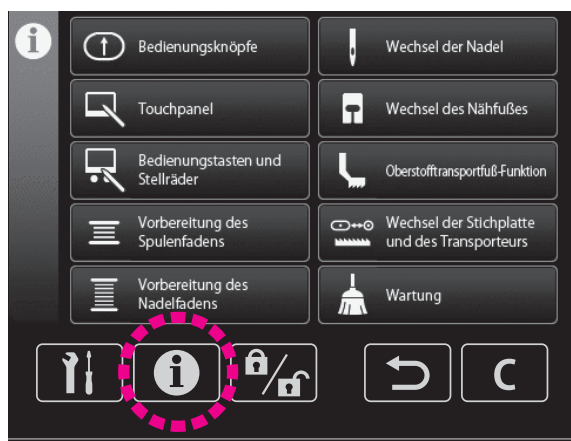 i
Bedienungsknöpfe
Wechsel der Nadel
Touchpanel
Wechsel des Nähfußes
Bedienungstasten und
Stellräder
Oberstofftransportfuß-Funktion
Vorbereitung des
Spulenfadens
Wechsel der Stichplatte
und des Transporteurs
Vorbereitung des
Nadelfadens
Wartung
i
C